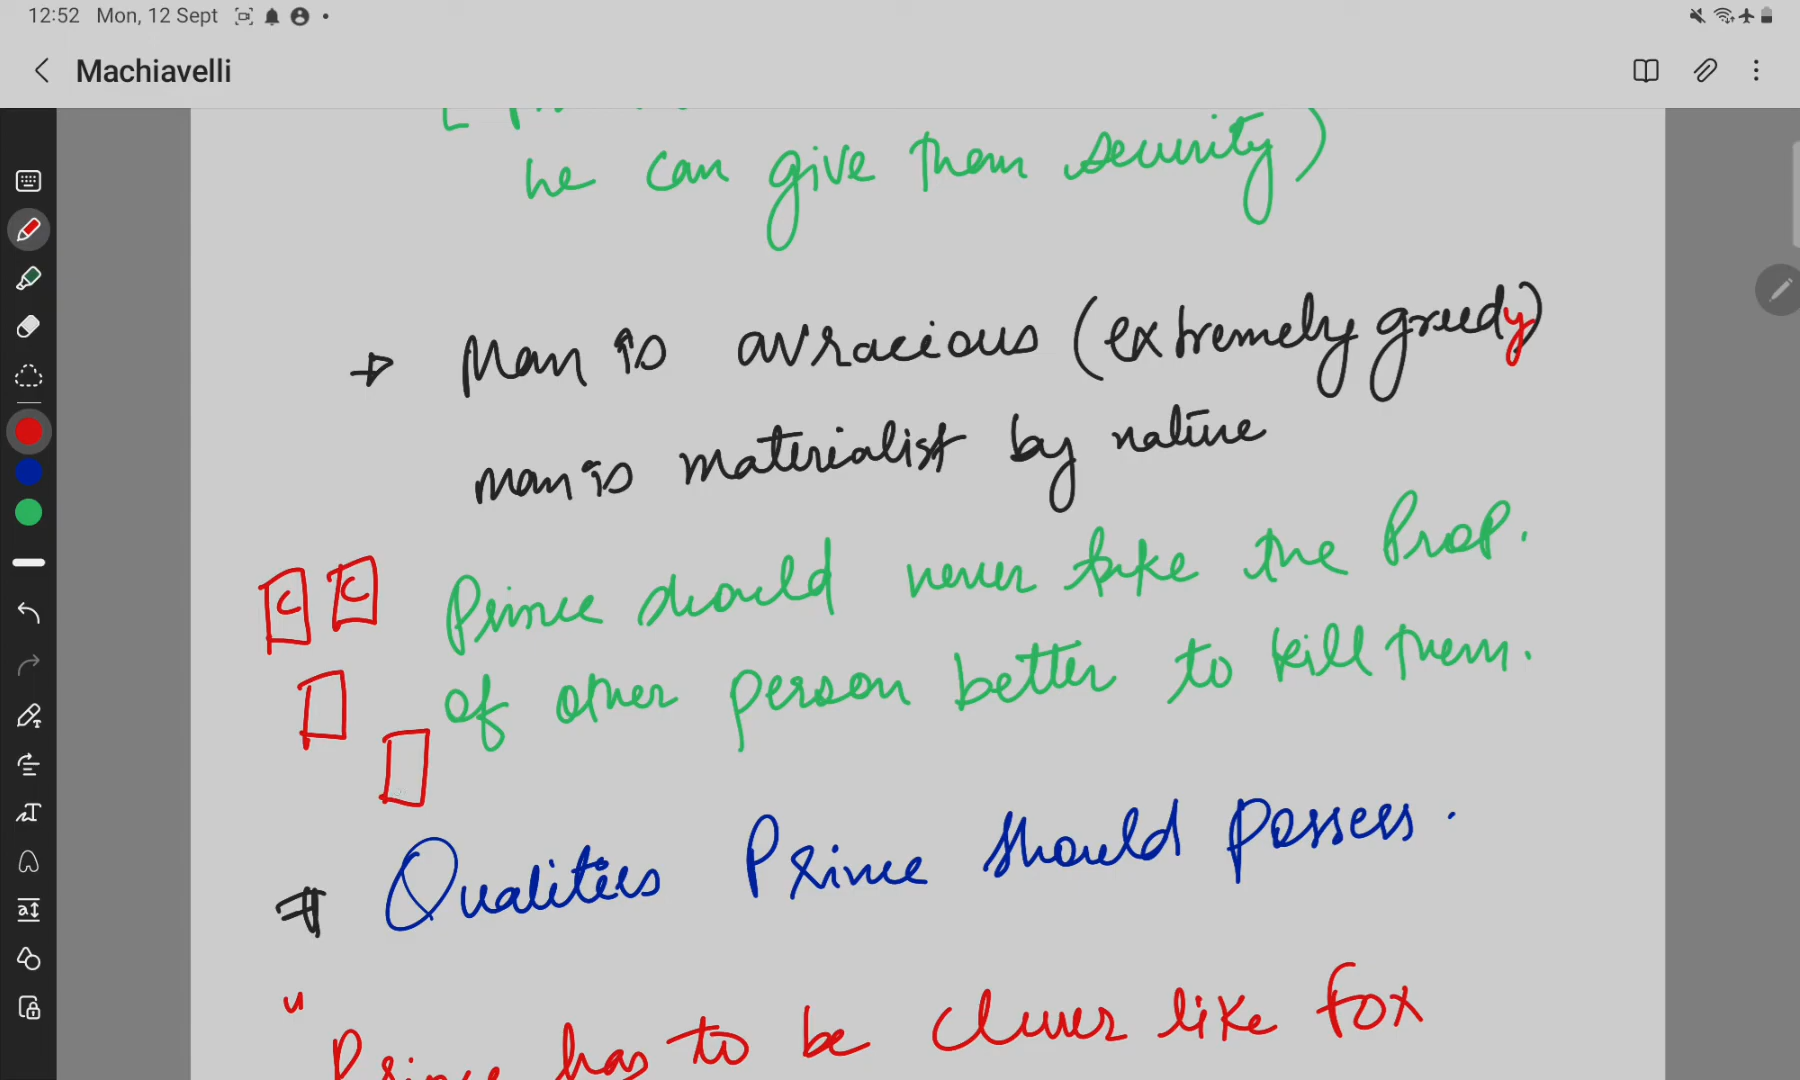 12:52 Mon, 12 Sept
Machiavelli
he can give them security)
Man is avracious (extremely greedy)
man is materialist by nature
C C
Prince should never take the Prop.
of other person better to kill them.
Qualities Prince should possess.
"Prince has to be clever like fox